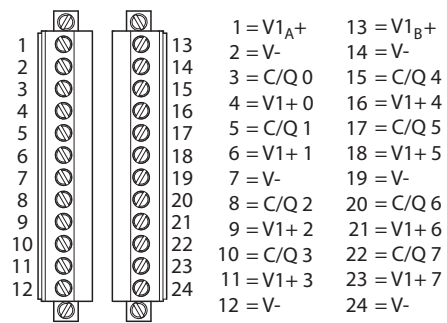 1 13 1 = V1A+ 13 = V1B+
2 14 2 = V- 14 = V-
3 15 3 = C/Q 0 15 = C/Q 4
4 16 4 = V1+ 0 16 = V1+ 4
5 17 5 = C/Q 1 17 = C/Q 5
6 18 6 = V1+ 1 18 = V1+ 5
7 19 7 = V- 19 = V-
8 20 8 = C/Q 2 20 = C/Q 6
9 21 9 = V1+ 2 21 = V1+ 6
10 22 10 = C/Q 3 22 = C/Q 7
11 23 11 = V1+ 3 23 = V1+ 7
12 24 12 = V- 24 = V-